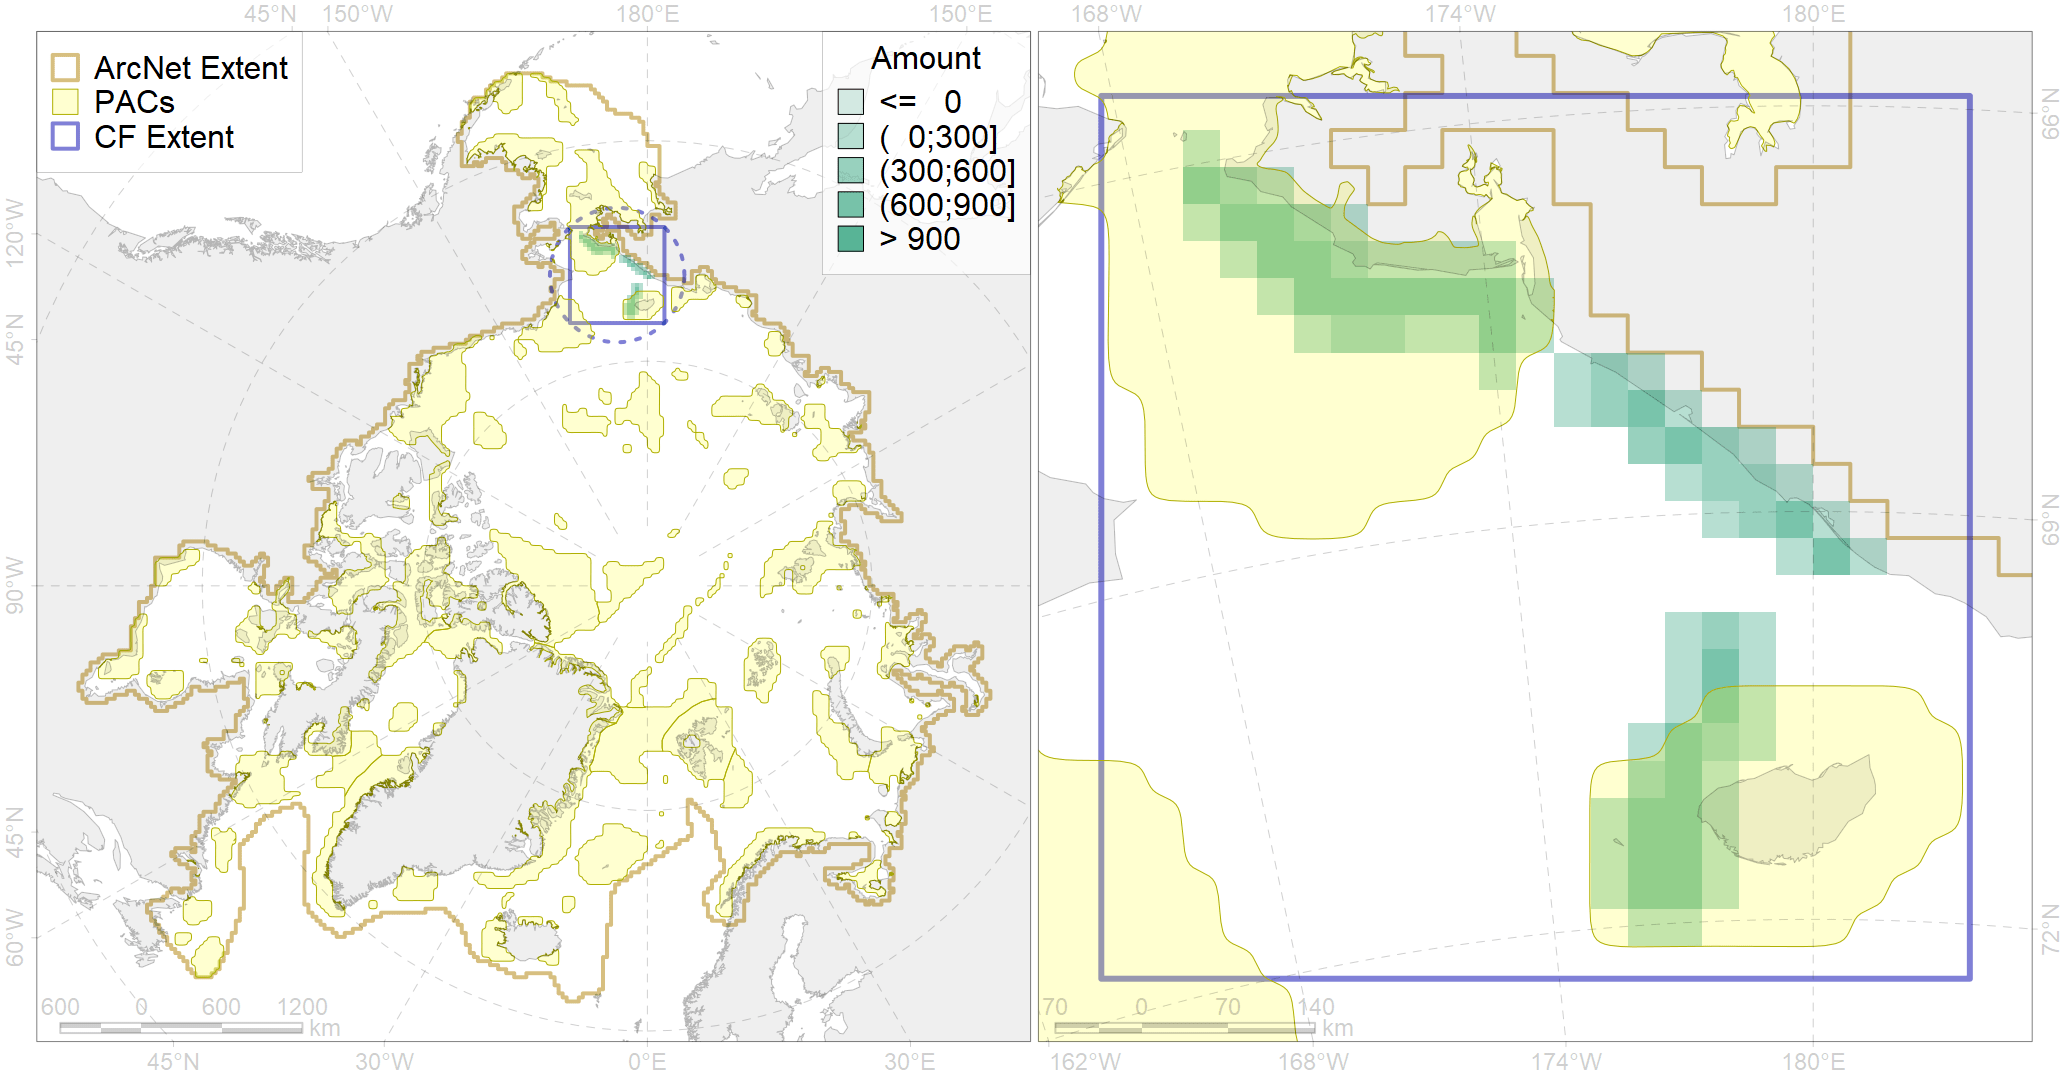 45°N 150°W 180°E 150°E 168°W 174°W 180°E
ArcNet Extent
PACs
CF Extent
Amount
<= 0
( 0;300]
(300;600]
(600;900]
> 900
120°W
45°N
90°W
45°N
60°W
66°N
69°N
72°N
600 0 600 1200
km
70 0 70 140
km
45°N 30°W 0°E 30°E 162°W 168°W 174°W 180°E